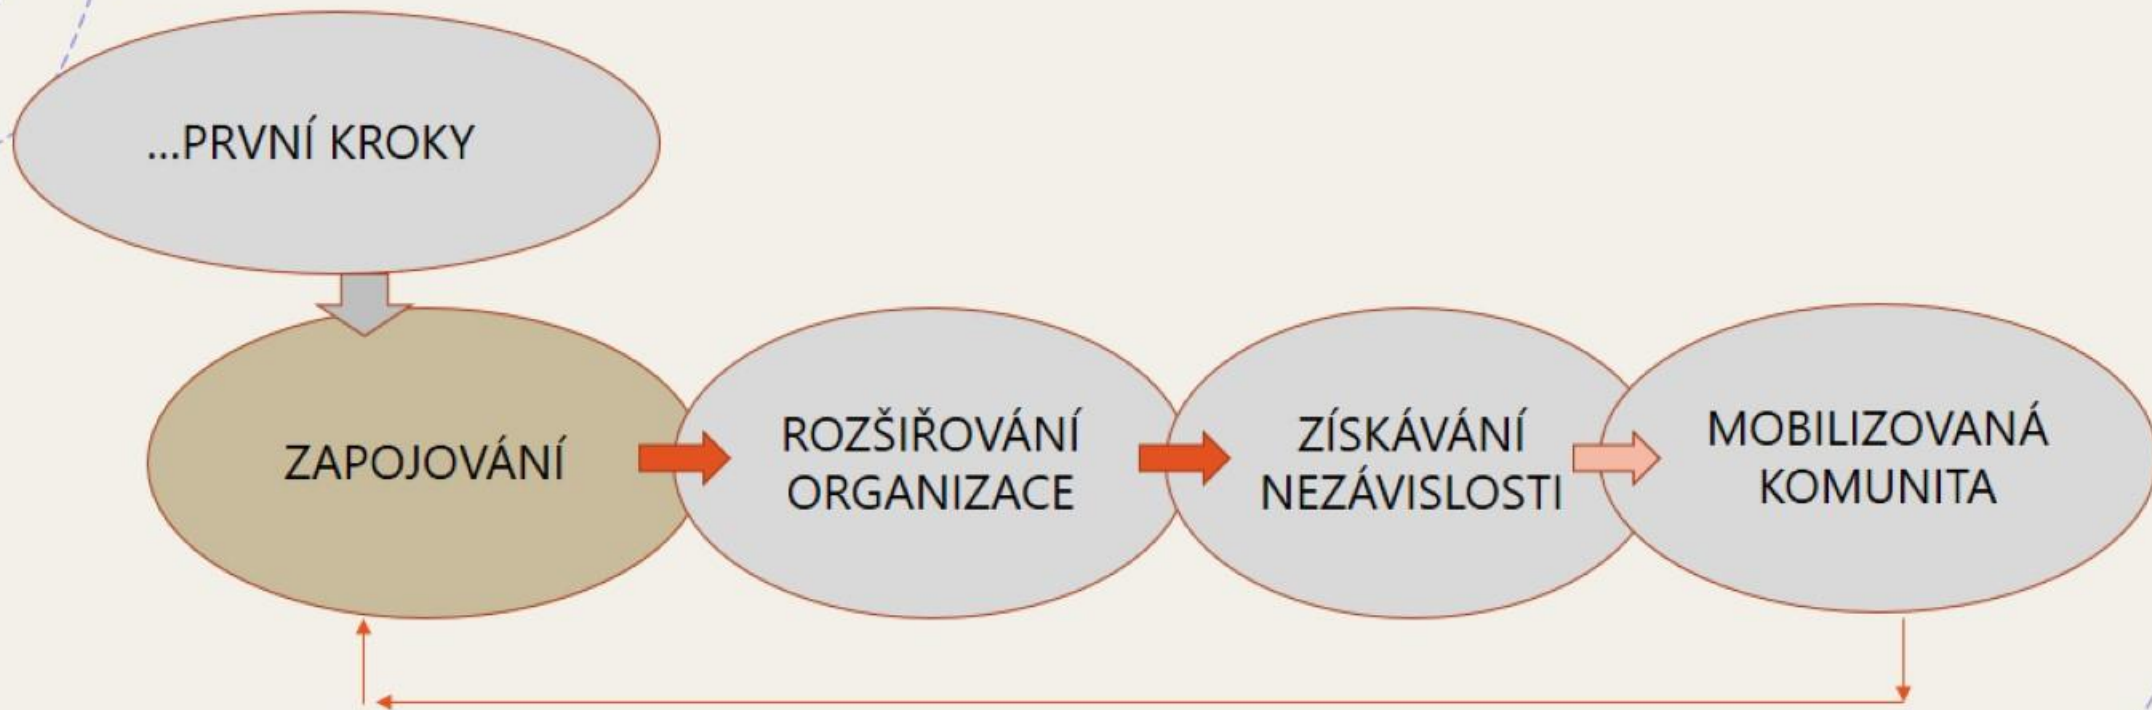 ...PRVNÍ KROKY
ZAPOJOVÁNÍ
ROZŠIŘOVÁNÍ
ORGANIZACE
ZÍSKÁVÁNÍ
NEZÁVISLOSTI
MOBILIZOVANÁ
KOMUNITA